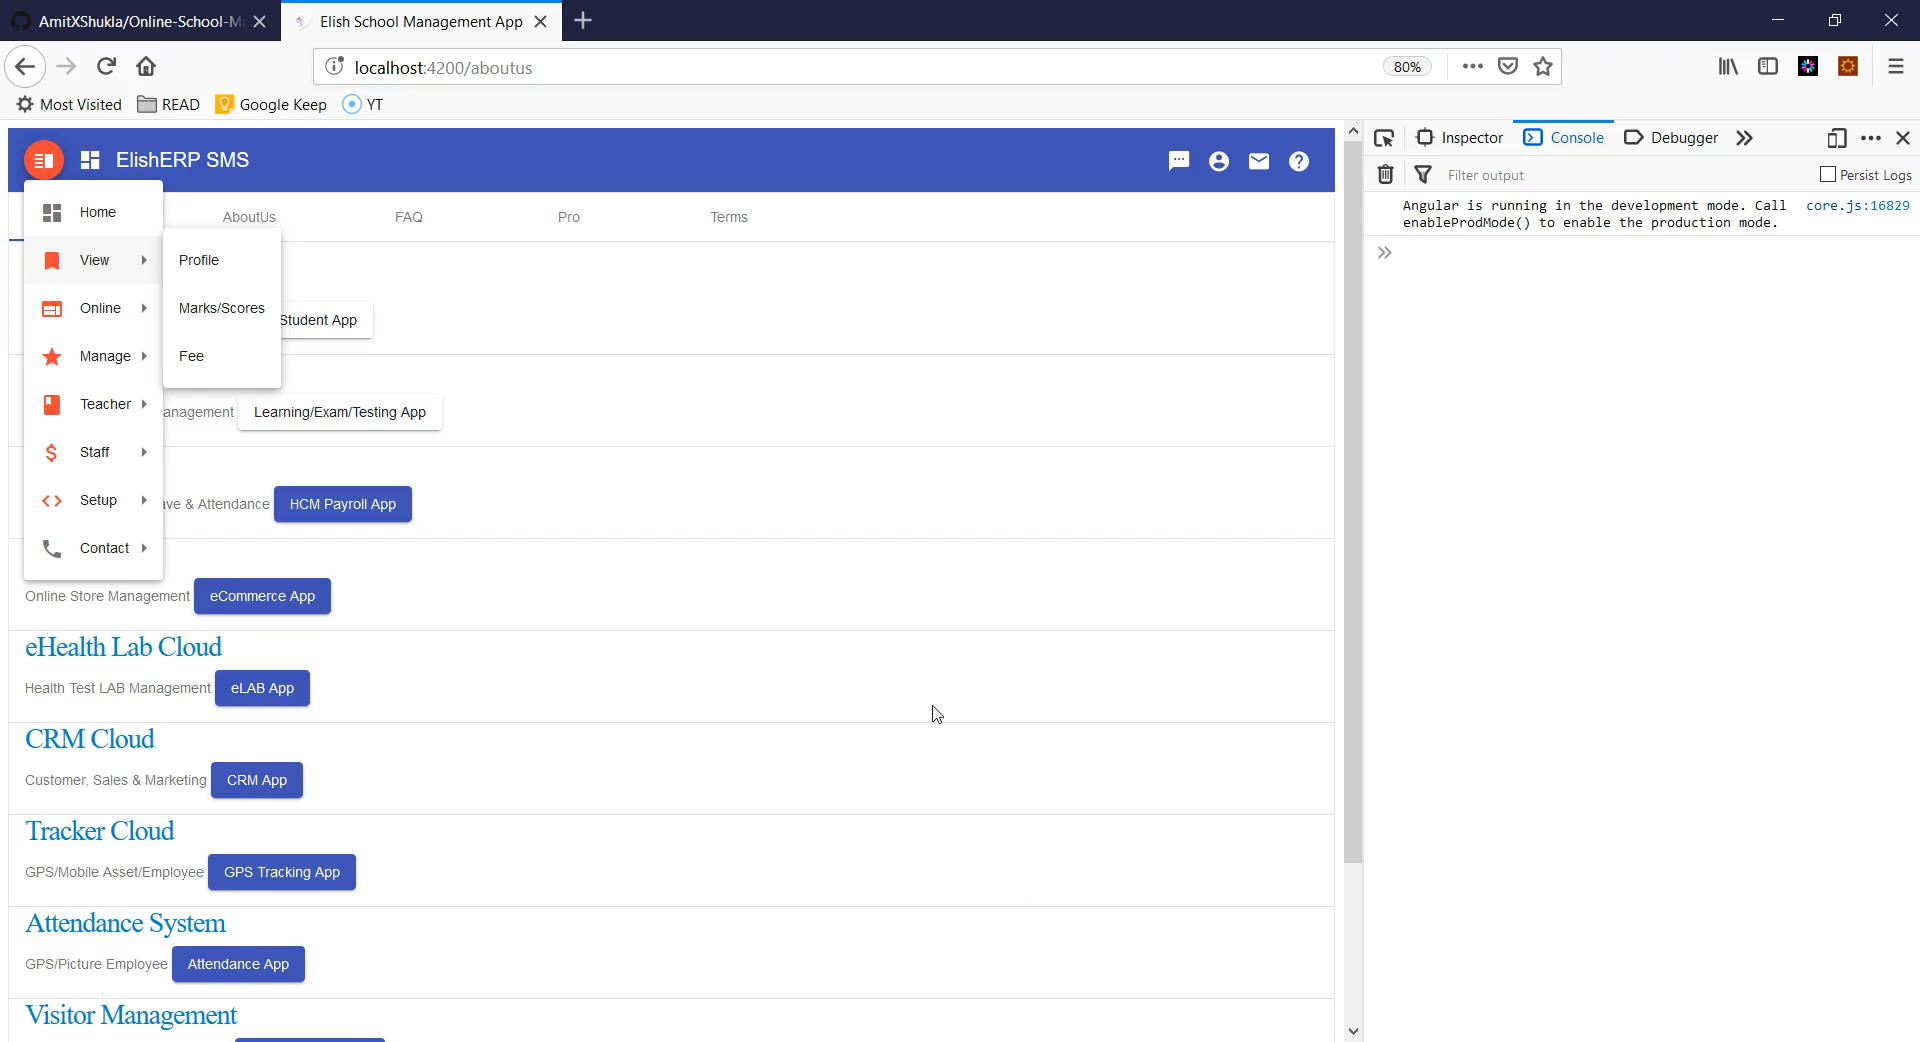 AmitXShukla/Online-School-M
Elish School Management App
localhost:4200/aboutus
80%
Most Visited
READ
Google Keep
YT
ElishERP SMS
Home
AboutUs
FAQ
Pro
Terms
View
Profile
Online
Marks/Scores
Student App
Manage
Fee
Teacher
anagement
Learning/Exam/Testing App
Staff
Setup
ve & Attendance
HCM Payroll App
Contact
Online Store Management
eCommerce App
eHealth Lab Cloud
Health Test LAB Management
eLAB App
CRM Cloud
Customer, Sales & Marketing
CRM App
Tracker Cloud
GPS/Mobile Asset/Employee
GPS Tracking App
Attendance System
GPS/Picture Employee
Attendance App
Visitor Management
Inspector
Console
Debugger
Filter output
Persist Logs
Angular is running in the development mode. Call
core.js:16829
enableProdMode() to enable the production mode.